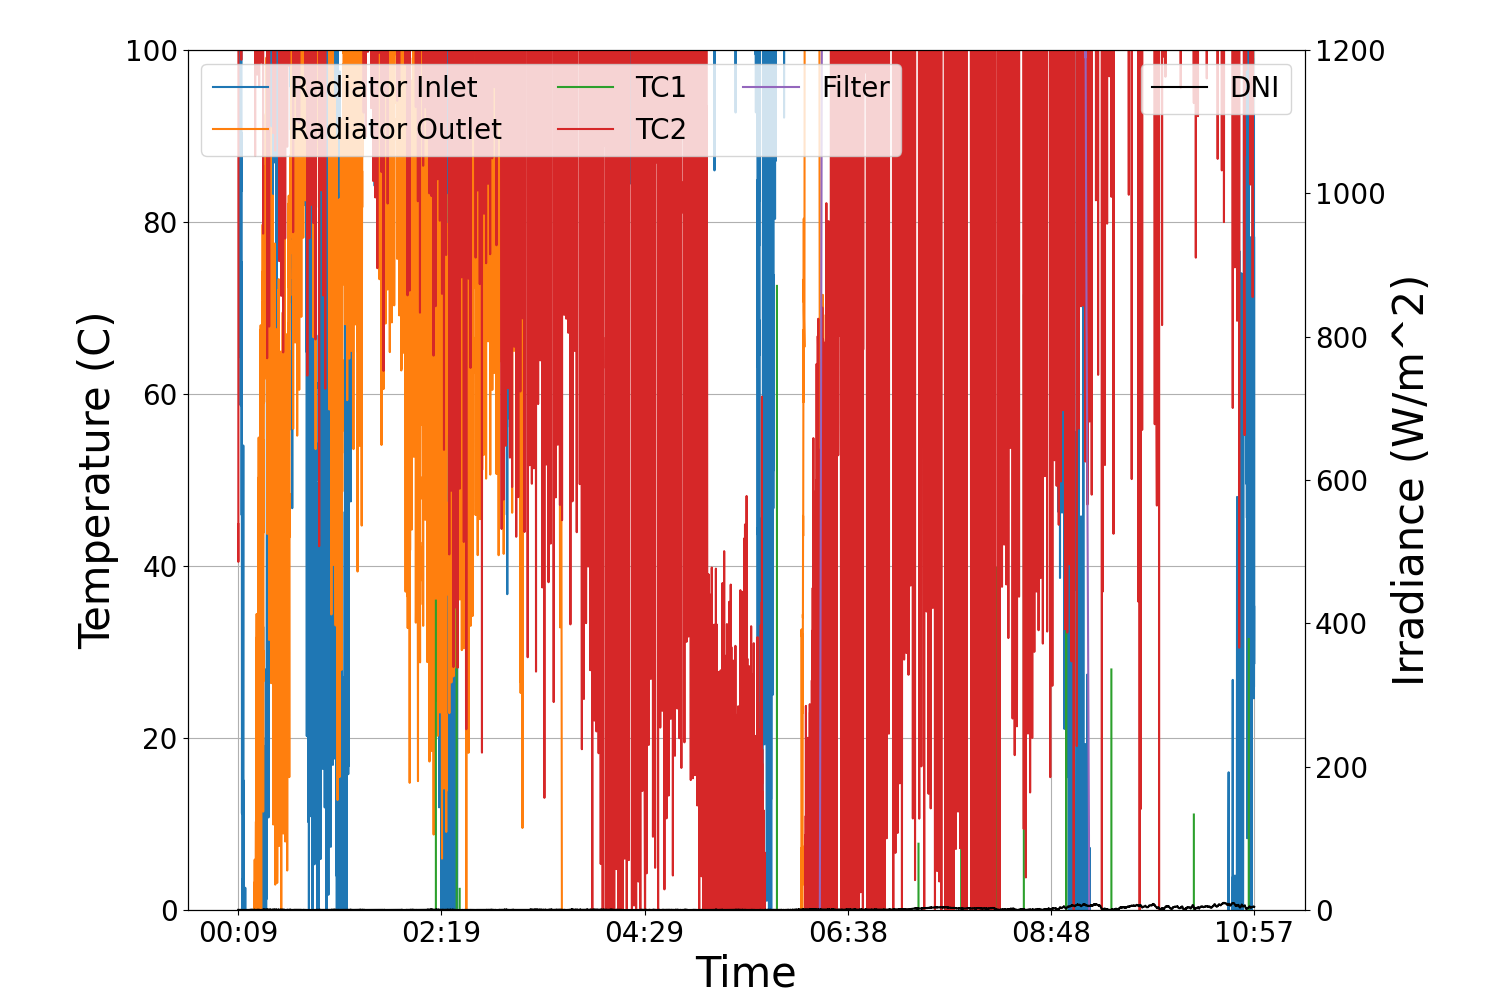 100
80
60
40
20
0
Temperature (C)
Radiator Inlet
Radiator Outlet
TC1
TC2
Filter
DNI
1200
1000
800
600
400
200
0
Irradiance (W/m^2)
00:09
02:19
04:29
06:38
08:48
10:57
Time